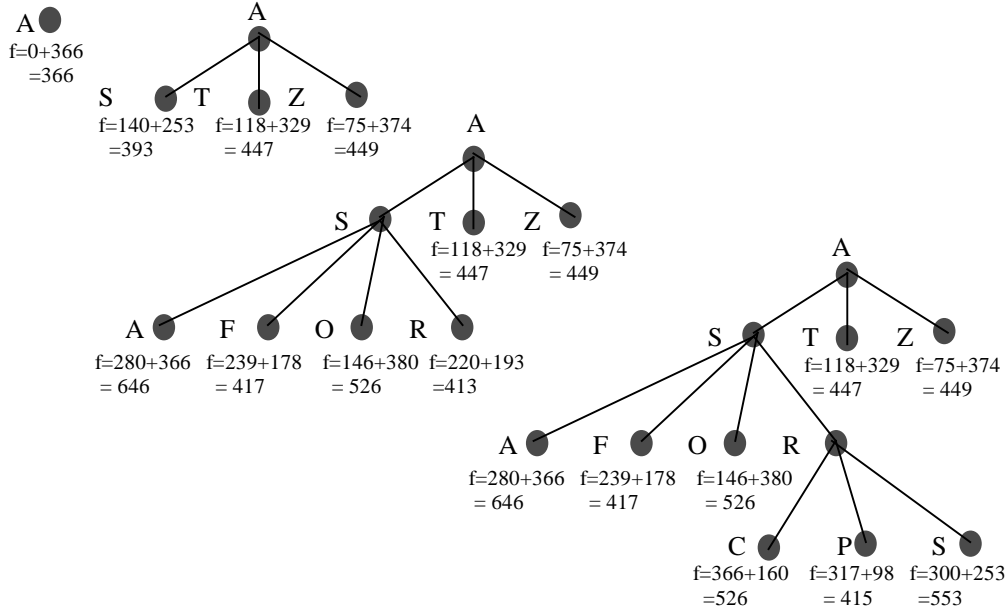 A
f=0+366
=366
A
S T Z
f=140+253 f=118+329 f=75+374
=393 = 447 =449
A
S T Z
f=118+329 f=75+374
= 447 = 449
A F O R
f=280+366 f=239+178 f=146+380 f=220+193
= 646 = 417 = 526 =413
A
S T Z
f=118+329 f=75+374
= 447 = 449
A F O R
f=280+366 f=239+178 f=146+380
= 646 = 417 = 526
C P S
f=366+160 f=317+98 f=300+253
=526 = 415 =553